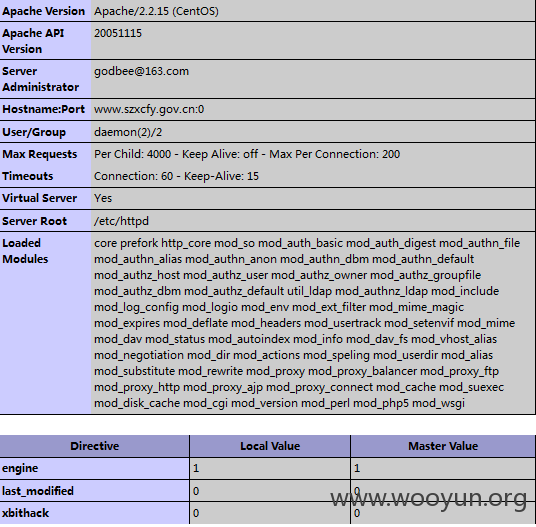 Apache Version Apache/2.2.15 (CentOS)
Apache API 20051115
Version
Server godbee@163.com
Administrator
Hostname:Port www.szxcfy.gov.cn:0
User/Group daemon(2)/2
Max Requests Per Child: 4000 - Keep Alive: off - Max Per Connection: 200
Timeouts Connection: 60 - Keep-Alive: 15
Virtual Server Yes
Server Root /etc/httpd
Loaded core prefork http_core mod_so mod_auth_basic mod_auth_digest mod_authn_file
Modules mod_authn_alias mod_authn_anon mod_authn_dbm mod_authn_default
mod_authz_host mod_authz_user mod_authz_owner mod_authz_groupfile
mod_authz_dbm mod_authz_default util_ldap mod_authnz_ldap mod_include
mod_log_config mod_logio mod_env mod_ext_filter mod_mime_magic
mod_expires mod_deflate mod_headers mod_usertrack mod_setenvif mod_mime
mod_dav mod_status mod_autoindex mod_info mod_dav_fs mod_vhost_alias
mod_negotiation mod_dir mod_actions mod_speling mod_userdir mod_alias
mod_substitute mod_rewrite mod_proxy mod_proxy_balancer mod_proxy_ftp
mod_proxy_http mod_proxy_ajp mod_proxy_connect mod_cache mod_suexec
mod_disk_cache mod_cgi mod_version mod_perl mod_php5 mod_wsgi
Directive Local Value Master Value
engine 1 1
last_modified 0 0
xbithack 0 0
www.wooyun.org